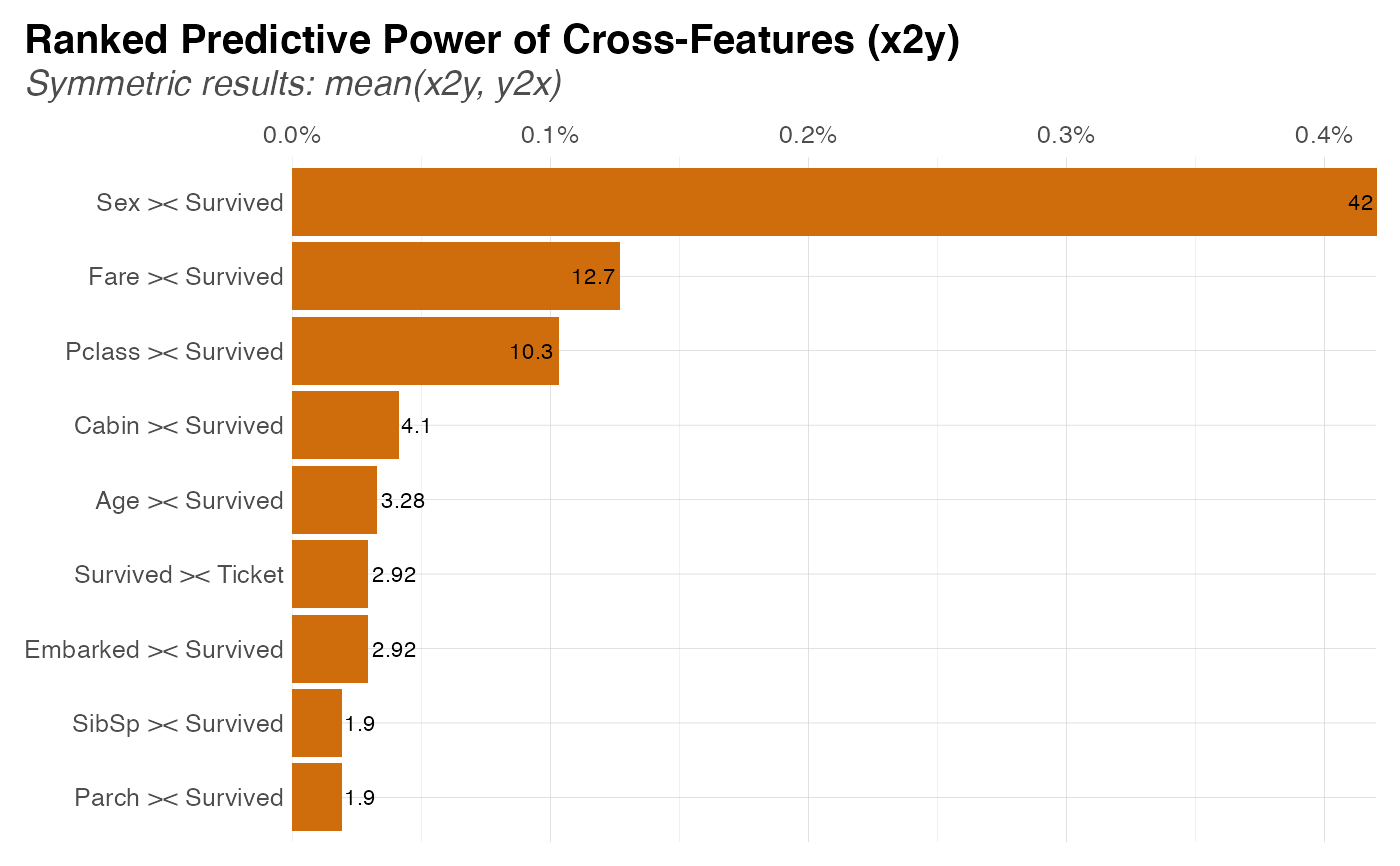 Ranked Predictive Power of Cross-Features (x2y)
Symmetric results: mean(x2y, y2x)
0.0% 0.1% 0.2% 0.3% 0.4%
Sex >< Survived 42
Fare >< Survived 12.7
Pclass >< Survived 10.3
Cabin >< Survived 4.1
Age >< Survived 3.28
Survived >< Ticket 2.92
Embarked >< Survived 2.92
SibSp >< Survived 1.9
Parch >< Survived 1.9